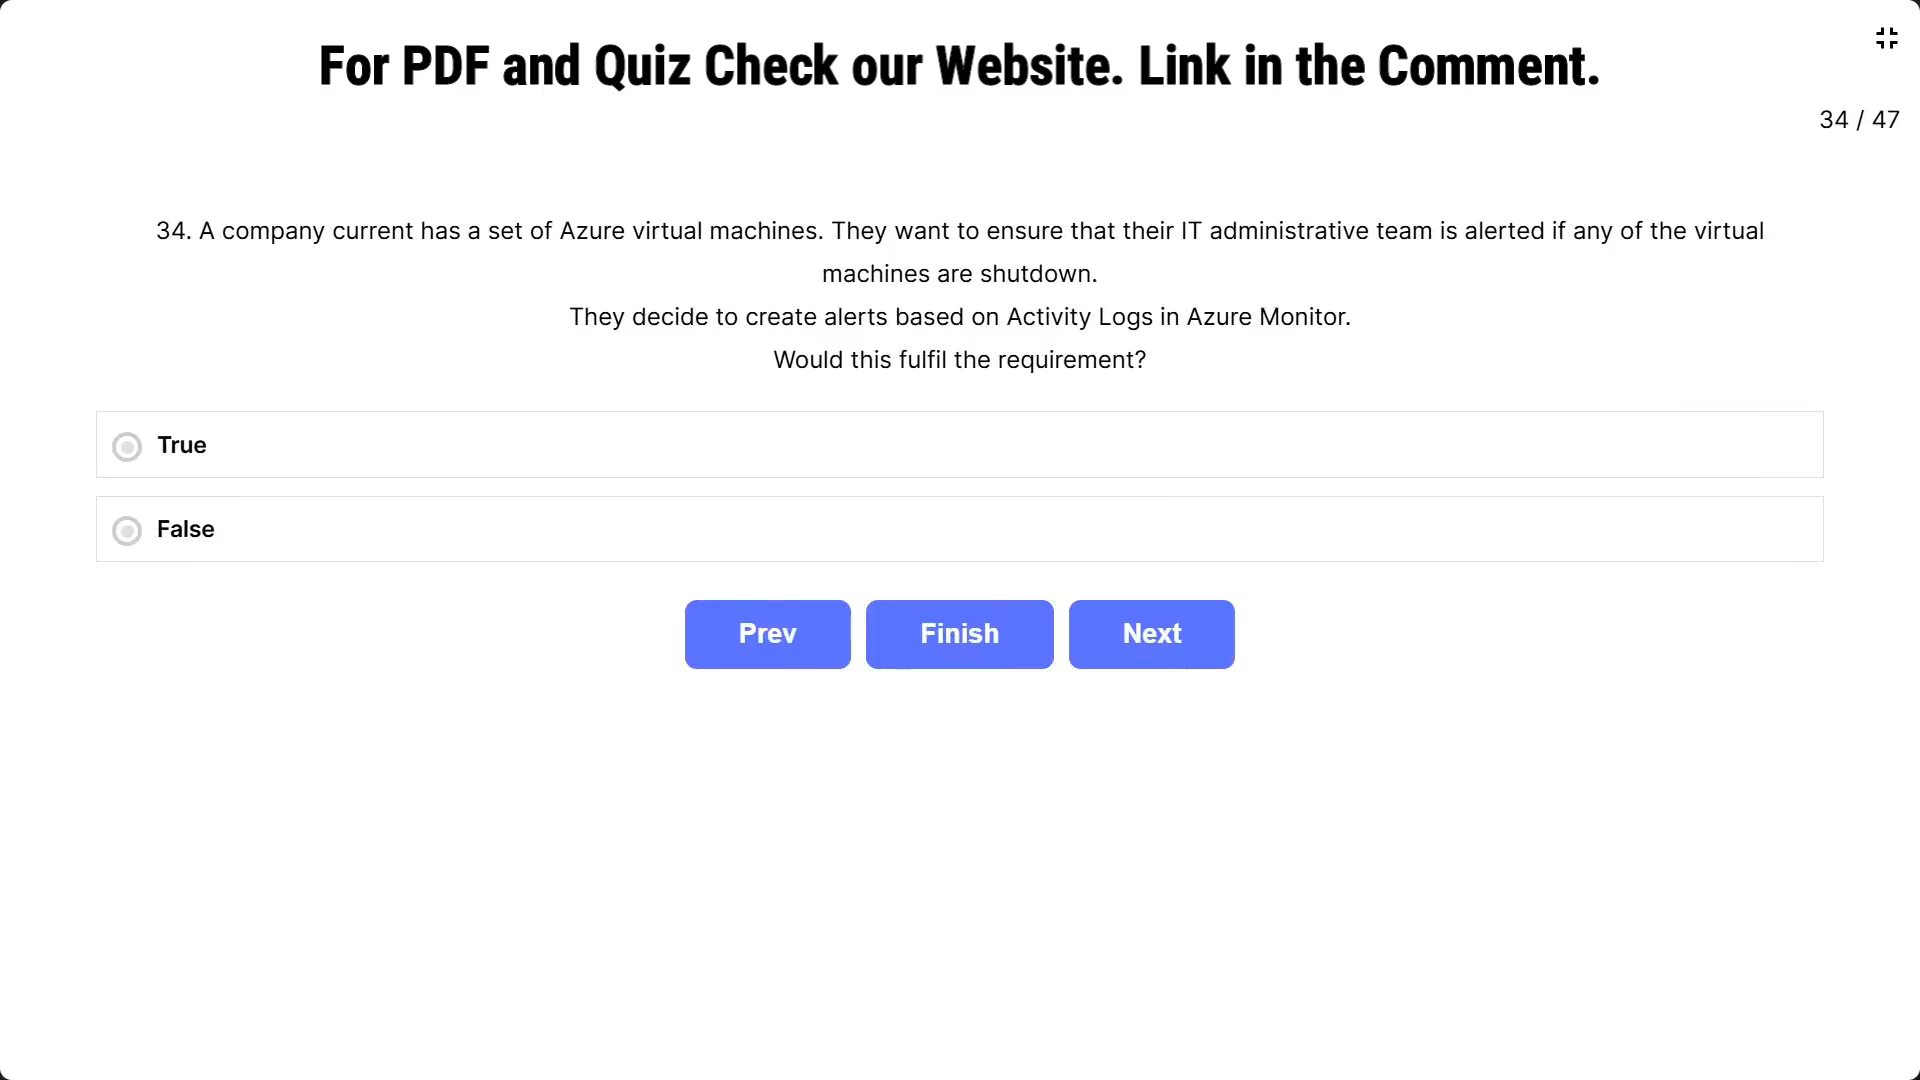 For PDF and Quiz Check our Website. Link in the Comment.
34 / 47
34. A company current has a set of Azure virtual machines. They want to ensure that their IT administrative team is alerted if any of the virtual
machines are shutdown.
They decide to create alerts based on Activity Logs in Azure Monitor.
Would this fulfil the requirement?
True
False
Prev Finish Next